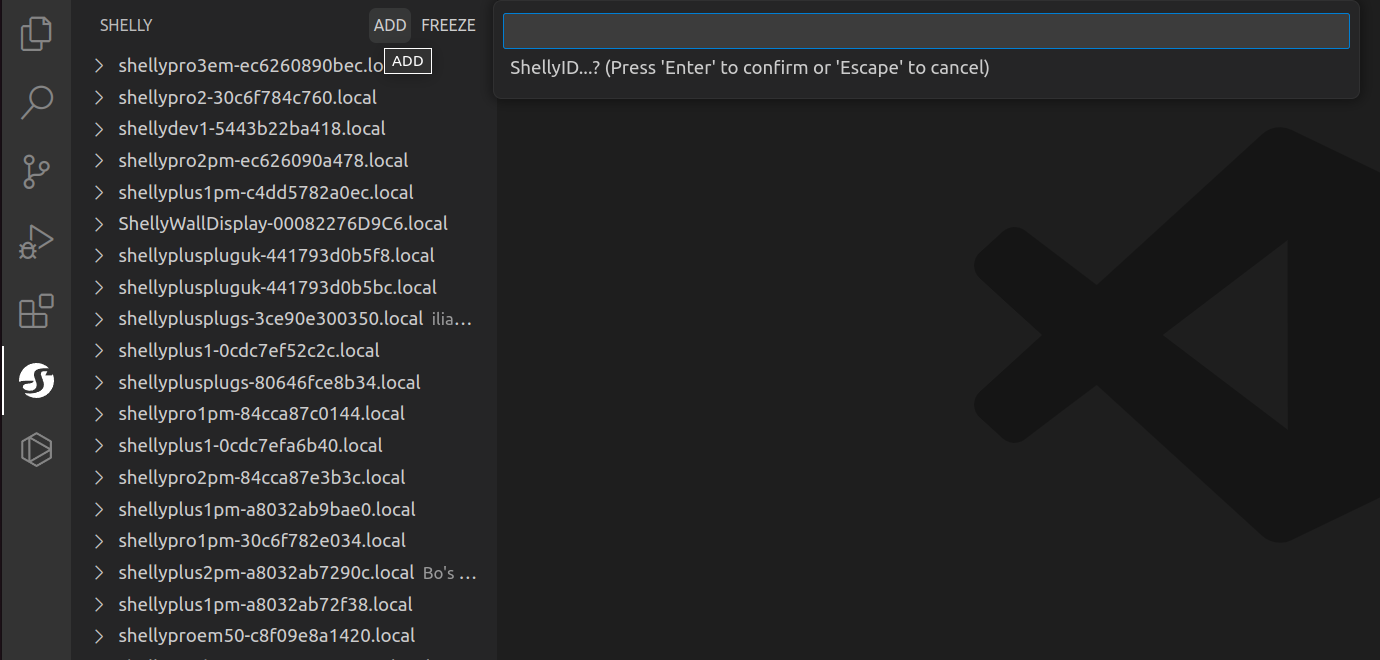 SHELLY ADD FREEZE
ADD
ShellyID...? (Press 'Enter' to confirm or 'Escape' to cancel)
shellypro3em-ec6260890bec.lo
shellypro2-30c6f784c760.local
shellydev1-5443b22ba418.local
shellypro2pm-ec626090a478.local
shellyplus1pm-c4dd5782a0ec.local
ShellyWallDisplay-00082276D9C6.local
shellypluspluguk-441793d0b5f8.local
shellypluspluguk-441793d0b5bc.local
shellyplusplugs-3ce90e300350.local ilia...
shellyplus1-0cdc7ef52c2c.local
shellyplusplugs-80646fce8b34.local
shellypro1pm-84cca87c0144.local
shellyplus1-0cdc7efa6b40.local
shellypro2pm-84cca87e3b3c.local
shellyplus1pm-a8032ab9bae0.local
shellypro1pm-30c6f782e034.local
shellyplus2pm-a8032ab7290c.local Bo's ...
shellyplus1pm-a8032ab72f38.local
shellyproem50-c8f09e8a1420.local